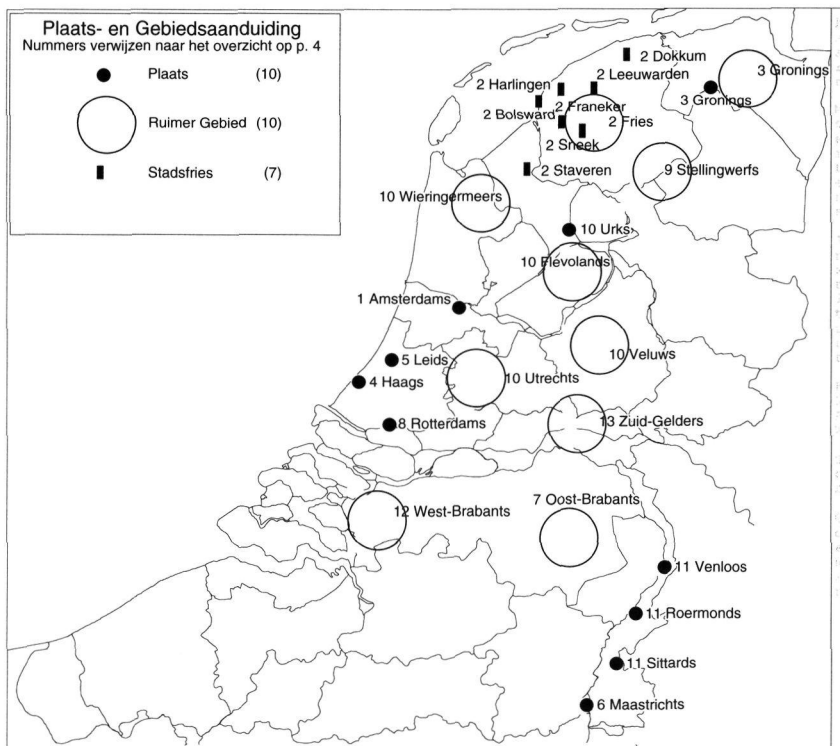 Plaats- en Gebiedsaanduiding
Nummers verwijzen naar het overzicht op p. 4
Plaats (10)
Ruimer Gebied (10)
Stadsfries (7)
2 Dokkum
2 Leeuwarden
3 Gronings
2 Harlingen
3 Gronings
2 Franeker
2 Bolsward
2 Fries
2 Sneek
2 Staveren
9 Stellingwerfs
10 Wieringermeers
10 Urks
10 Flevolands
1 Amsterdams
10 Veluws
5 Leids
10 Utrechts
4 Haags
8 Rotterdams
13 Zuid-Gelders
7 Oost-Brabants
12 West-Brabants
11 Venloos
11 Roermonds
11 Sittards
6 Maastrichts